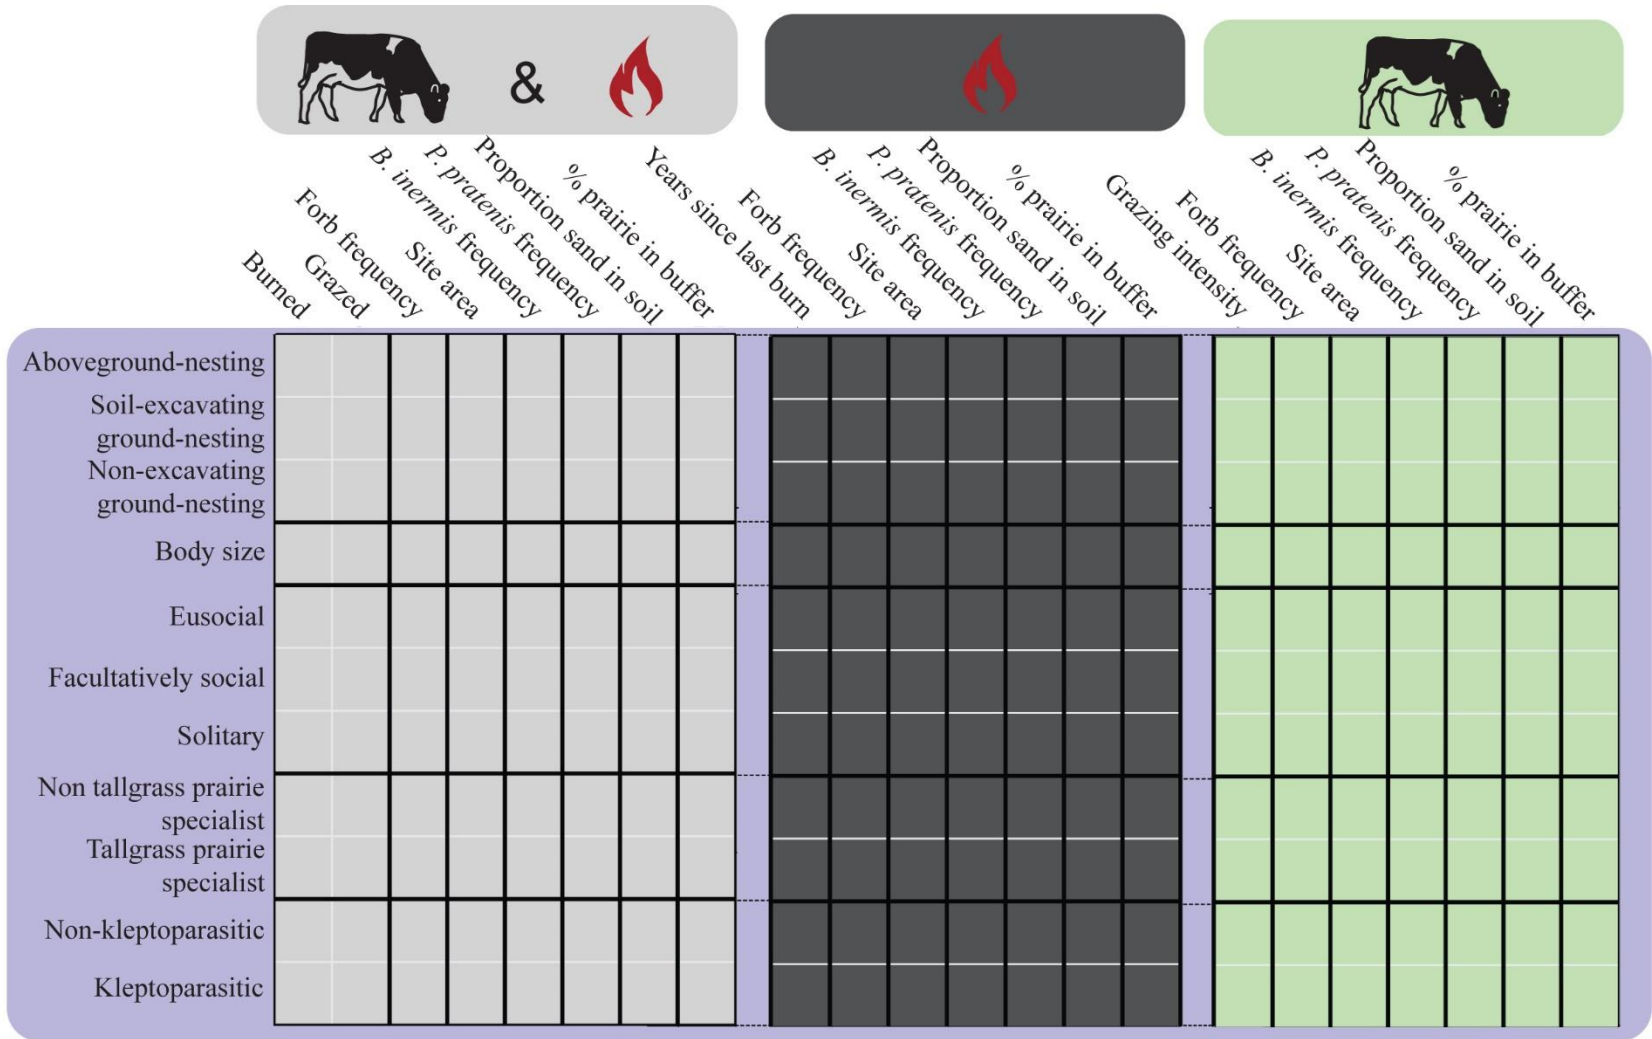 &
Burned
Grazed
Forb frequency
Site area
B. inermis frequency
P. pratenis frequency
Proportion sand in soil
% prairie in buffer
Years since last burn
Forb frequency
Site area
B. inermis frequency
P. pratenis frequency
Proportion sand in soil
% prairie in buffer
Grazing intensity
Forb frequency
Site area
B. inermis frequency
P. pratenis frequency
Proportion sand in soil
% prairie in buffer
Aboveground-nesting
Soil-excavating
ground-nesting
Non-excavating
ground-nesting
Body size
Eusocial
Facultatively social
Solitary
Non tallgrass prairie
specialist
Tallgrass prairie
specialist
Non-kleptoparasitic
Kleptoparasitic